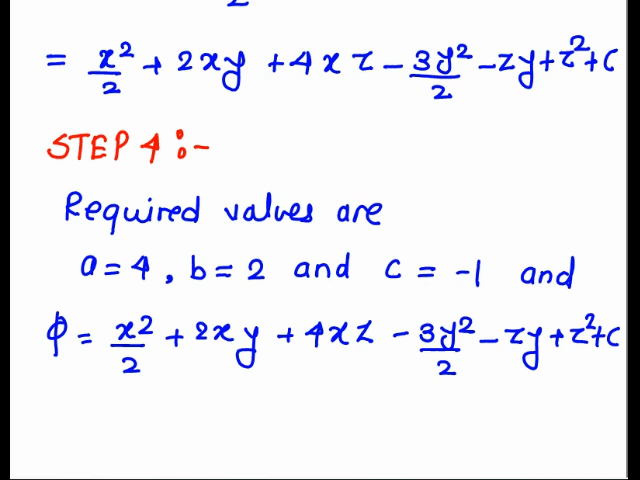 = x²/2 + 2xy + 4xz - 3y²/2 - zy + z² + C
STEP 4 :-
Required values are
a = 4 , b = 2 and c = -1 and
ϕ = x²/2 + 2xy + 4xz - 3y²/2 - zy + z² + C